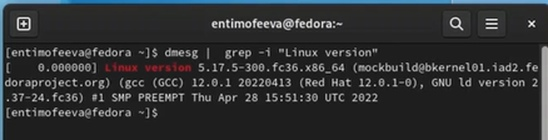 entimofeeva@fedora:~
[entimofeeva@fedora ~]$ dmesg |  grep -i "Linux version"
[    0.000000] Linux version 5.17.5-300.fc36.x86_64 (mockbuild@bkernel01.iad2.fe
doraproject.org) (gcc (GCC) 12.0.1 20220413 (Red Hat 12.0.1-0), GNU ld version 2
.37-24.fc36) #1 SMP PREEMPT Thu Apr 28 15:51:30 UTC 2022
[entimofeeva@fedora ~]$